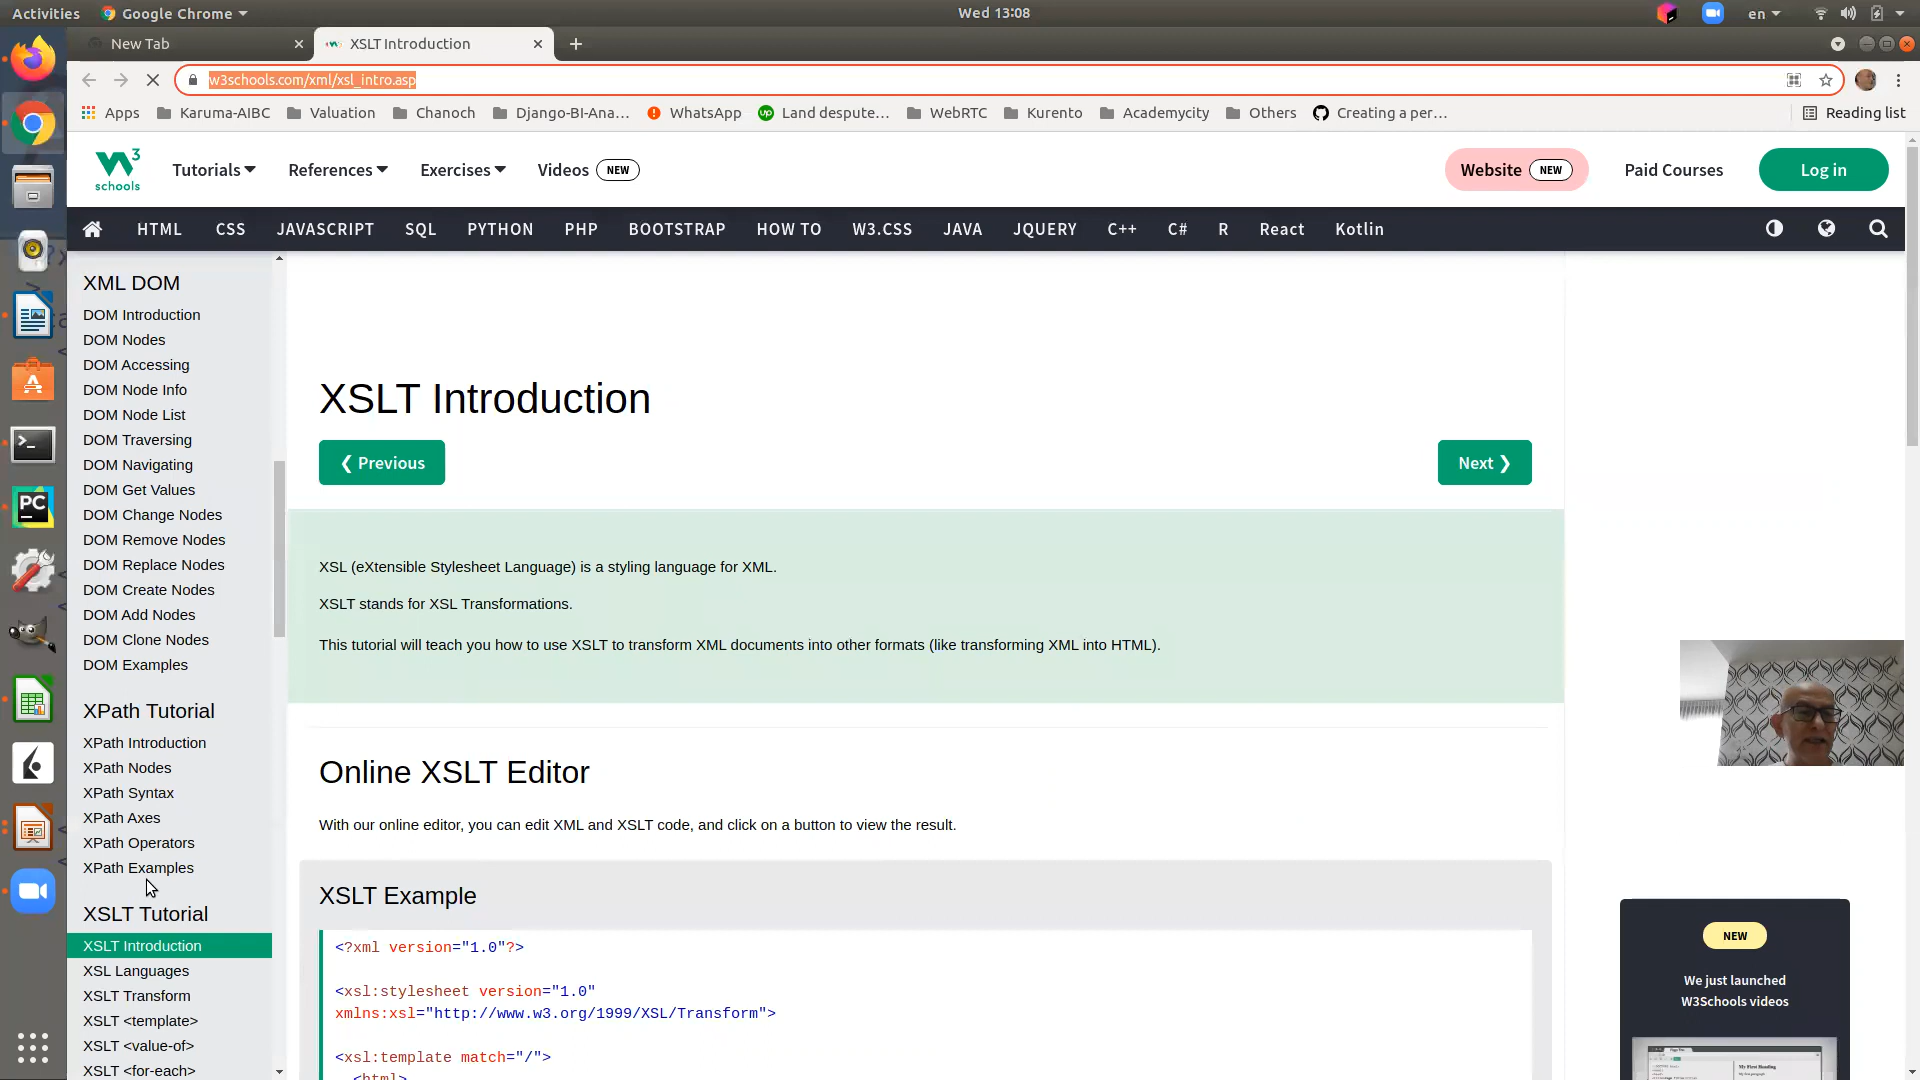 Activities Google Chrome Wed 13:08 en
New Tab XSLT Introduction
w3schools.com/xml/xsl_intro.asp
Apps Karuma-AIBC Valuation Chanoch Django-BI-Ana… WhatsApp Land despute… WebRTC Kurento Academycity Others Creating a per… Reading list
W3 schools Tutorials References Exercises Videos NEW Website NEW Paid Courses Log in
HTML CSS JAVASCRIPT SQL PYTHON PHP BOOTSTRAP HOW TO W3.CSS JAVA JQUERY C++ C# R React Kotlin
XML DOM
DOM Introduction
DOM Nodes
DOM Accessing
DOM Node Info
DOM Node List
DOM Traversing
DOM Navigating
DOM Get Values
DOM Change Nodes
DOM Remove Nodes
DOM Replace Nodes
DOM Create Nodes
DOM Add Nodes
DOM Clone Nodes
DOM Examples
XPath Tutorial
XPath Introduction
XPath Nodes
XPath Syntax
XPath Axes
XPath Operators
XPath Examples
XSLT Tutorial
XSLT Introduction
XSL Languages
XSLT Transform
XSLT <template>
XSLT <value-of>
XSLT <for-each>
XSLT Introduction
❮ Previous Next ❯
XSL (eXtensible Stylesheet Language) is a styling language for XML.
XSLT stands for XSL Transformations.
This tutorial will teach you how to use XSLT to transform XML documents into other formats (like transforming XML into HTML).
Online XSLT Editor
With our online editor, you can edit XML and XSLT code, and click on a button to view the result.
XSLT Example
<?xml version="1.0"?>
<xsl:stylesheet version="1.0"
xmlns:xsl="http://www.w3.org/1999/XSL/Transform">
<xsl:template match="/">
<html>
NEW
We just launched
W3Schools videos